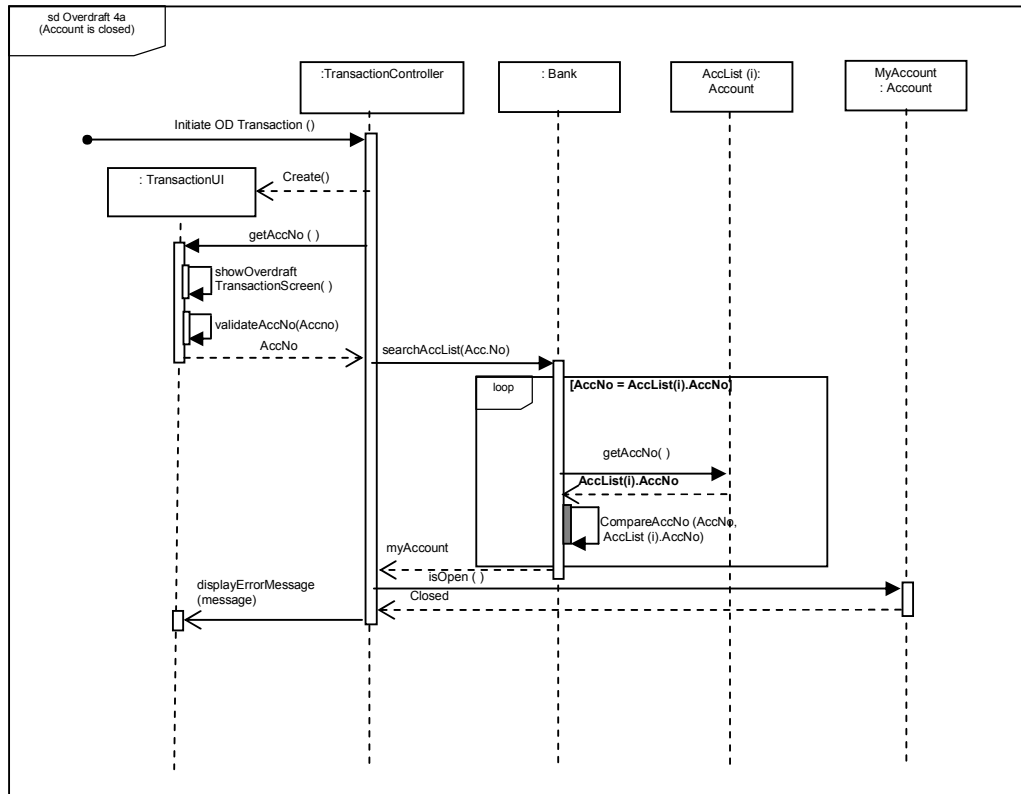 sd Overdraft 4a
(Account is closed)
:TransactionController
: Bank
AccList (i):
Account
MyAccount
: Account
Initiate OD Transaction ()
: TransactionUI
Create()
getAccNo ( )
showOverdraft
TransactionScreen( )
validateAccNo(Accno)
AccNo
searchAccList(Acc.No)
loop
[AccNo = AccList(i).AccNo]
getAccNo( )
AccList(i).AccNo
CompareAccNo (AccNo,
AccList (i).AccNo)
myAccount
isOpen ( )
displayErrorMessage
(message)
Closed